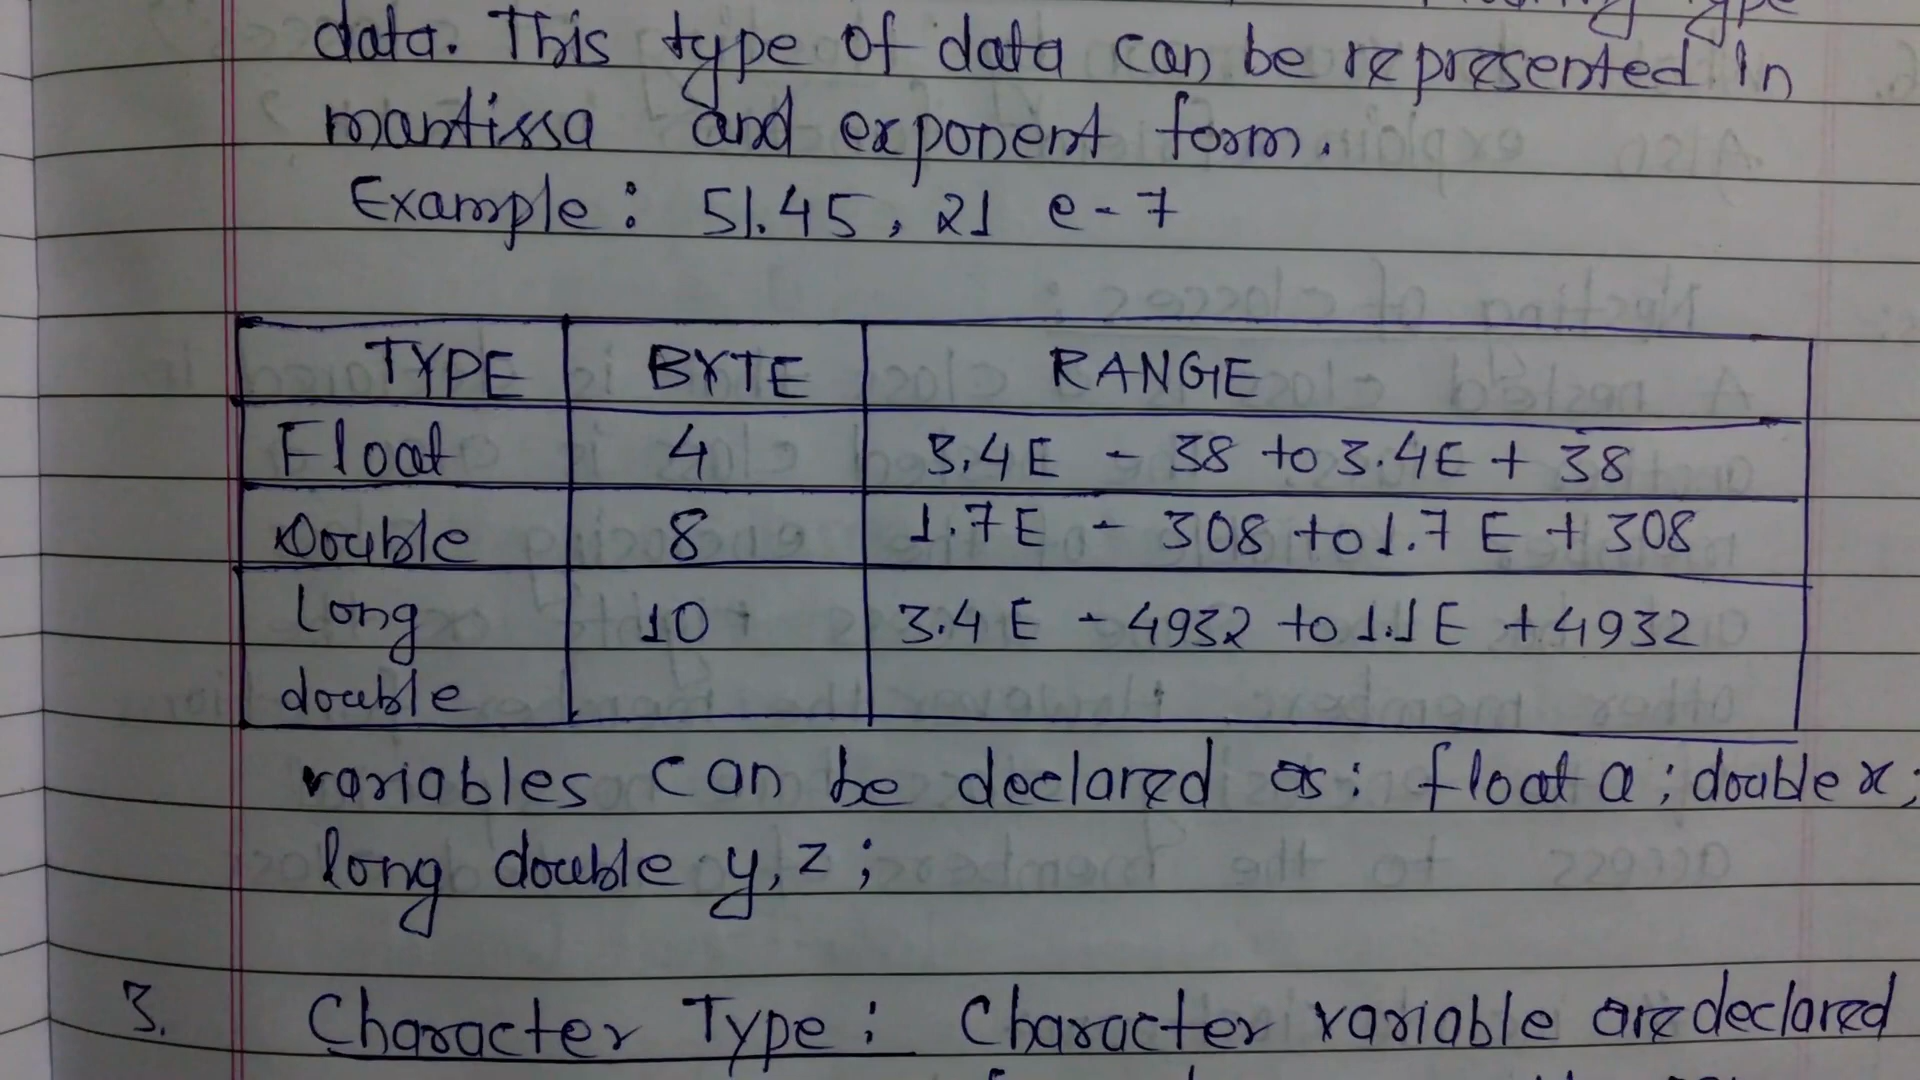 data. This type of data can be represented in
mantissa and exponent form.
Example: 51.45, 21 e-7
TYPE BYTE RANGE
Float 4 3.4E - 38 to 3.4E + 38
Double 8 1.7E - 308 to 1.7 E + 308
Long 10 3.4 E - 4932 to 1.1E +4932
double
variables can be declared as: float a; double x;
long double y, z;
3. Character Type: Character variable are declared